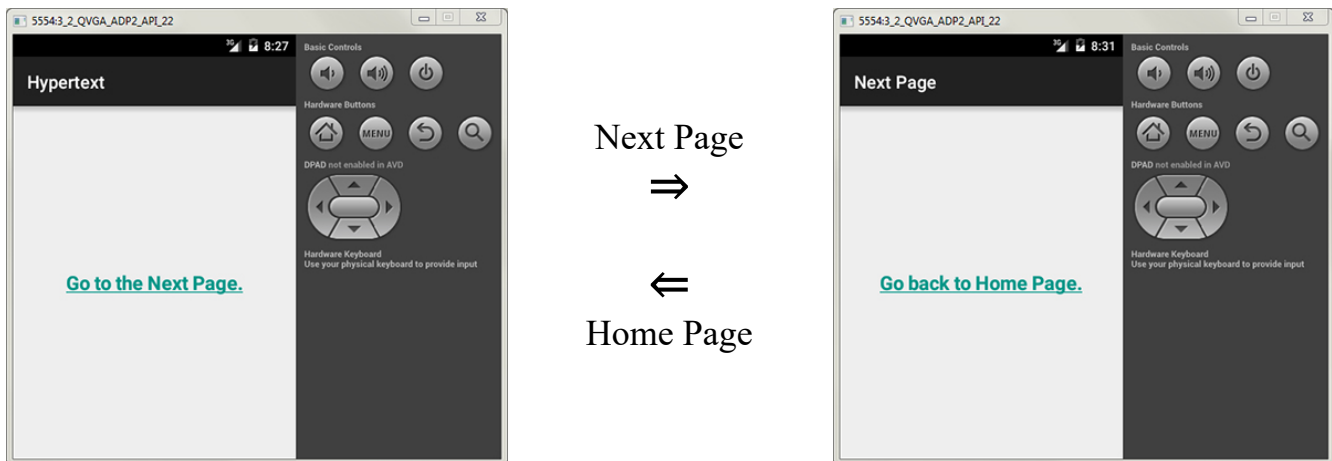 5554:3_2_QVGA_ADP2_API_22
3G 8:27
Hypertext
Basic Controls
Hardware Buttons
MENU
DPAD not enabled in AVD
Hardware Keyboard
Use your physical keyboard to provide input
Go to the Next Page.
Next Page
⇒
⇐
Home Page
5554:3_2_QVGA_ADP2_API_22
3G 8:31
Next Page
Basic Controls
Hardware Buttons
MENU
DPAD not enabled in AVD
Hardware Keyboard
Use your physical keyboard to provide input
Go back to Home Page.